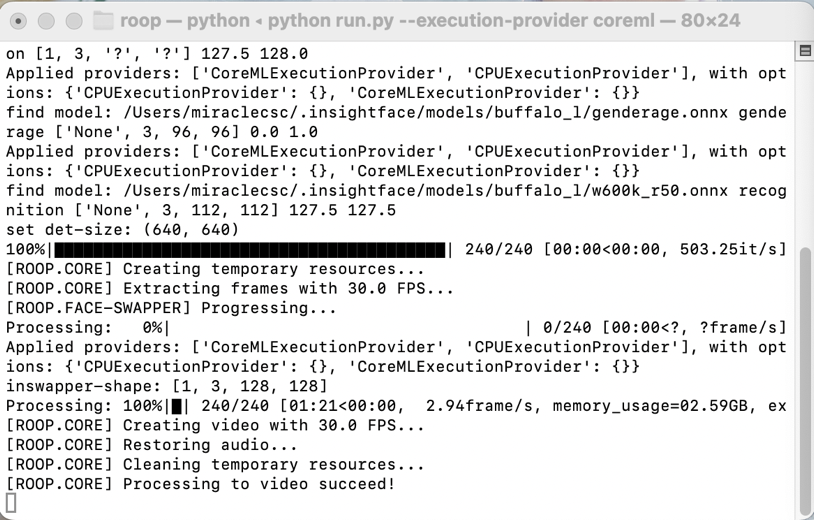 roop — python ◂ python run.py --execution-provider coreml — 80×24
on [1, 3, '?', '?'] 127.5 128.0
Applied providers: ['CoreMLExecutionProvider', 'CPUExecutionProvider'], with opt
ions: {'CPUExecutionProvider': {}, 'CoreMLExecutionProvider': {}}
find model: /Users/miraclecsc/.insightface/models/buffalo_l/genderage.onnx gende
rage ['None', 3, 96, 96] 0.0 1.0
Applied providers: ['CoreMLExecutionProvider', 'CPUExecutionProvider'], with opt
ions: {'CPUExecutionProvider': {}, 'CoreMLExecutionProvider': {}}
find model: /Users/miraclecsc/.insightface/models/buffalo_l/w600k_r50.onnx recog
nition ['None', 3, 112, 112] 127.5 127.5
set det-size: (640, 640)
100%|████████████████████████████████████████| 240/240 [00:00<00:00, 503.25it/s]
[ROOP.CORE] Creating temporary resources...
[ROOP.CORE] Extracting frames with 30.0 FPS...
[ROOP.FACE-SWAPPER] Progressing...
Processing:   0%|                                     | 0/240 [00:00<?, ?frame/s]
Applied providers: ['CoreMLExecutionProvider', 'CPUExecutionProvider'], with opt
ions: {'CPUExecutionProvider': {}, 'CoreMLExecutionProvider': {}}
inswapper-shape: [1, 3, 128, 128]
Processing: 100%|█| 240/240 [01:21<00:00,  2.94frame/s, memory_usage=02.59GB, ex
[ROOP.CORE] Creating video with 30.0 FPS...
[ROOP.CORE] Restoring audio...
[ROOP.CORE] Cleaning temporary resources...
[ROOP.CORE] Processing to video succeed!